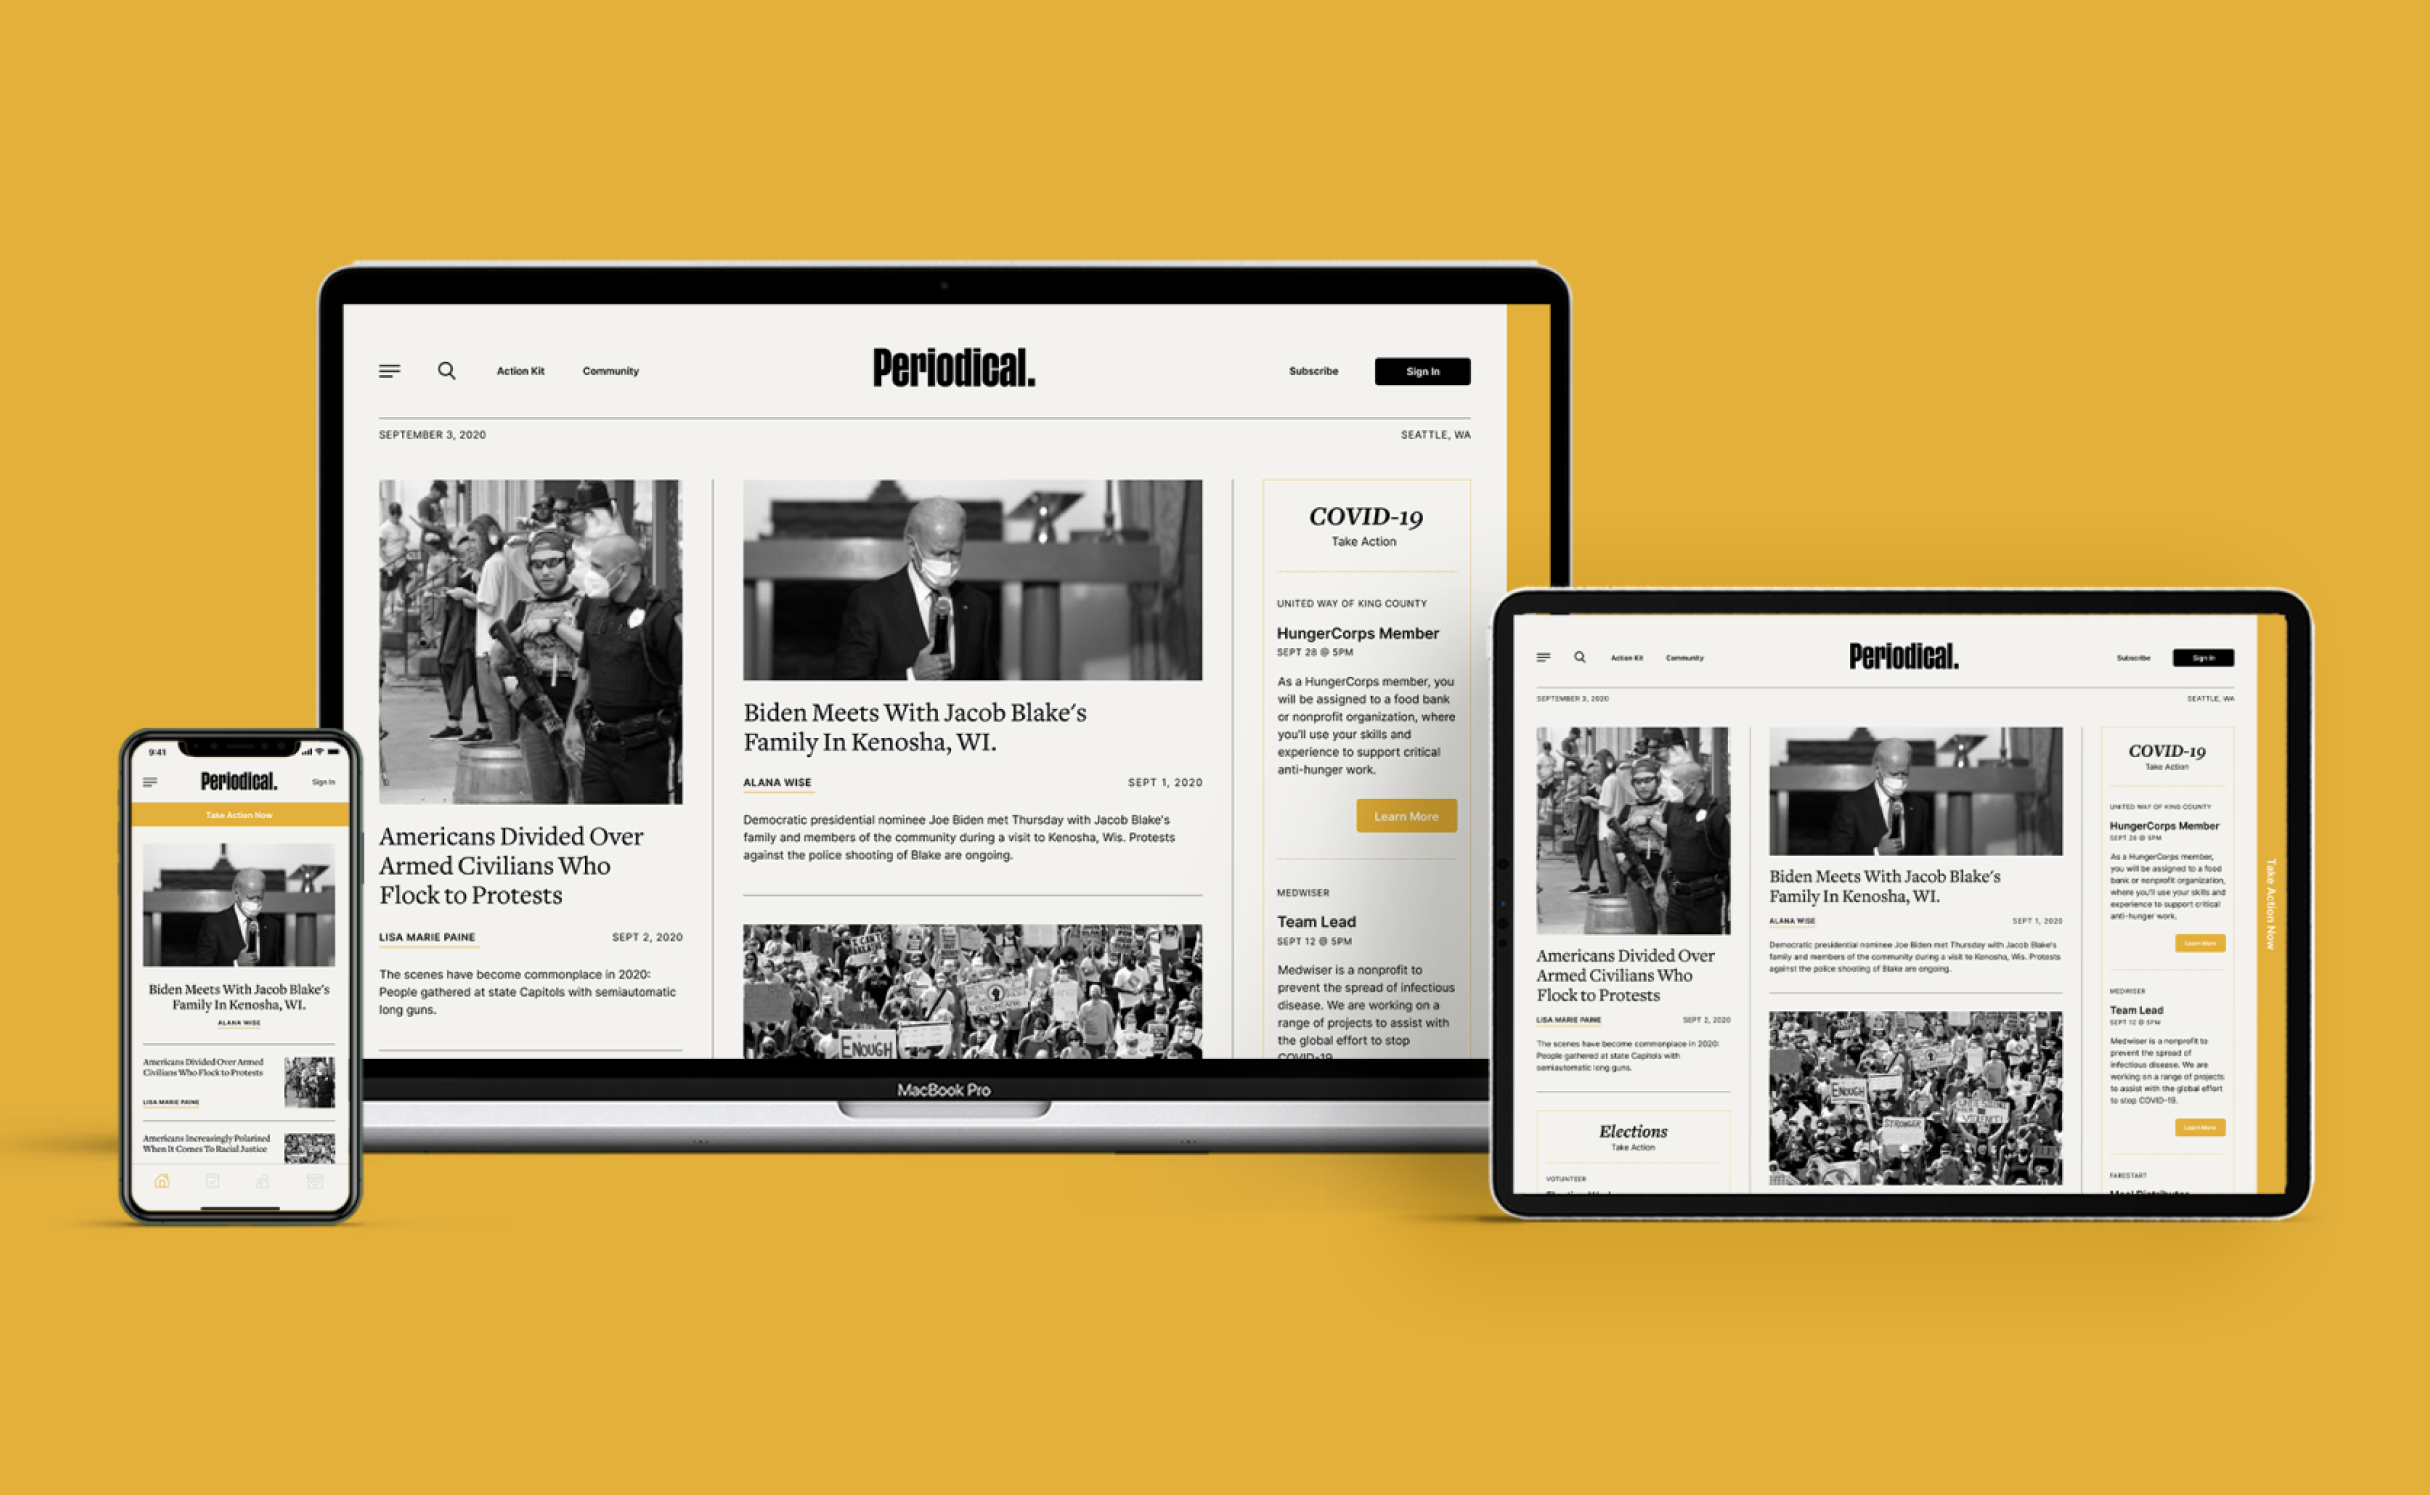 Action Kit
Community
Periodical.
Subscribe
Sign In
SEPTEMBER 3, 2020
SEATTLE, WA
Americans Divided Over
Armed Civilians Who
Flock to Protests
LISA MARIE PAINE
SEPT 2, 2020
The scenes have become commonplace in 2020:
People gathered at state Capitols with semiautomatic
long guns.
Biden Meets With Jacob Blake's
Family In Kenosha, WI.
ALANA WISE
SEPT 1, 2020
Democratic presidential nominee Joe Biden met Thursday with Jacob Blake's
family and members of the community during a visit to Kenosha, Wis. Protests
against the police shooting of Blake are ongoing.
I CAN'T
BREATHE
ENOUGH
COVID-19
Take Action
UNITED WAY OF KING COUNTY
HungerCorps Member
SEPT 28 @ 5PM
As a HungerCorps member, you
will be assigned to a food bank
or nonprofit organization, where
you'll use your skills and
experience to support critical
anti-hunger work.
Learn More
MEDWISER
Team Lead
SEPT 12 @ 5PM
Medwiser is a nonprofit to
prevent the spread of infectious
disease. We are working on a
range of projects to assist with
the global effort to stop
COVID-19
MacBook Pro
9:41
Periodical.
Sign In
Take Action Now
Biden Meets With Jacob Blake's
Family In Kenosha, WI.
ALANA WISE
Americans Divided Over Armed
Civilians Who Flock to Protests
LISA MARIE PAINE
Americans Increasingly Polarized
When It Comes To Racial Justice
Action Kit
Community
Periodical.
Subscribe
Sign In
SEPTEMBER 3, 2020
SEATTLE, WA
Americans Divided Over
Armed Civilians Who
Flock to Protests
LISA MARIE PAINE
SEPT 2, 2020
The scenes have become commonplace in 2020:
People gathered at state Capitols with
semiautomatic long guns.
Elections
Take Action
VOTUNTEER
Biden Meets With Jacob Blake's
Family In Kenosha, WI.
ALANA WISE
SEPT 1, 2020
Democratic presidential nominee Joe Biden met Thursday with Jacob Blake's
family and members of the community during a visit to Kenosha, Wis. Protests
against the police shooting of Blake are ongoing.
ENOUGH
STRONGER
SILENCE
VIOLENCE!
COVID-19
Take Action
UNITED WAY OF KING COUNTY
HungerCorps Member
SEPT 28 @ 5PM
As a HungerCorps member,
you will be assigned to a food
bank or nonprofit organization,
where you'll use your skills and
experience to support critical
anti-hunger work.
Learn More
MEDWISER
Team Lead
SEPT 12 @ 5PM
Medwiser is a nonprofit to
prevent the spread of
infectious disease. We are
working on a range of projects
to assist with the global effort
to stop COVID-19.
Learn More
FARESTART
Meal Distributor
Take Action Now